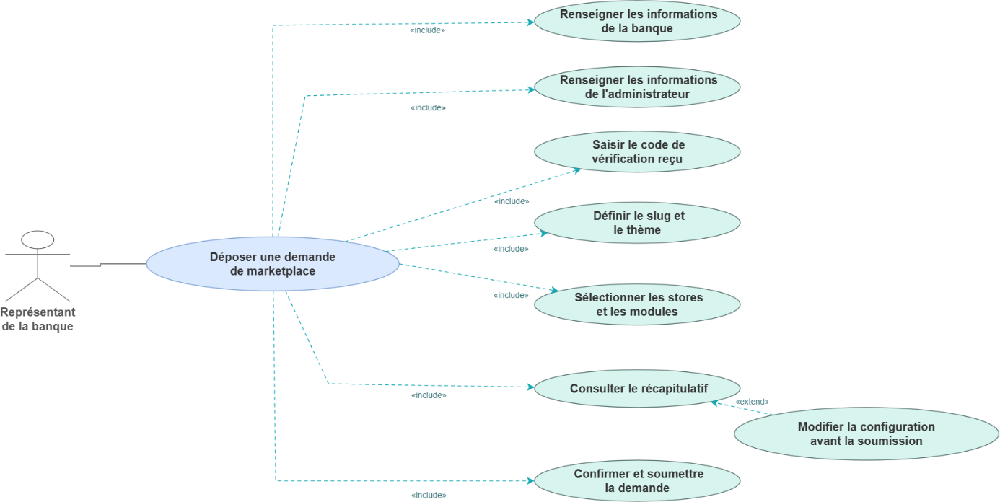 Renseigner les informations
de la banque
«include»
Renseigner les informations
de l'administrateur
«include»
Saisir le code de
vérification reçu
«include»
Définir le slug et
le thème
«include»
Déposer une demande
de marketplace
Représentant
de la banque
Sélectionner les stores
et les modules
«include»
Consulter le récapitulatif
«include»
«extend»
Modifier la configuration
avant la soumission
Confirmer et soumettre
la demande
«include»